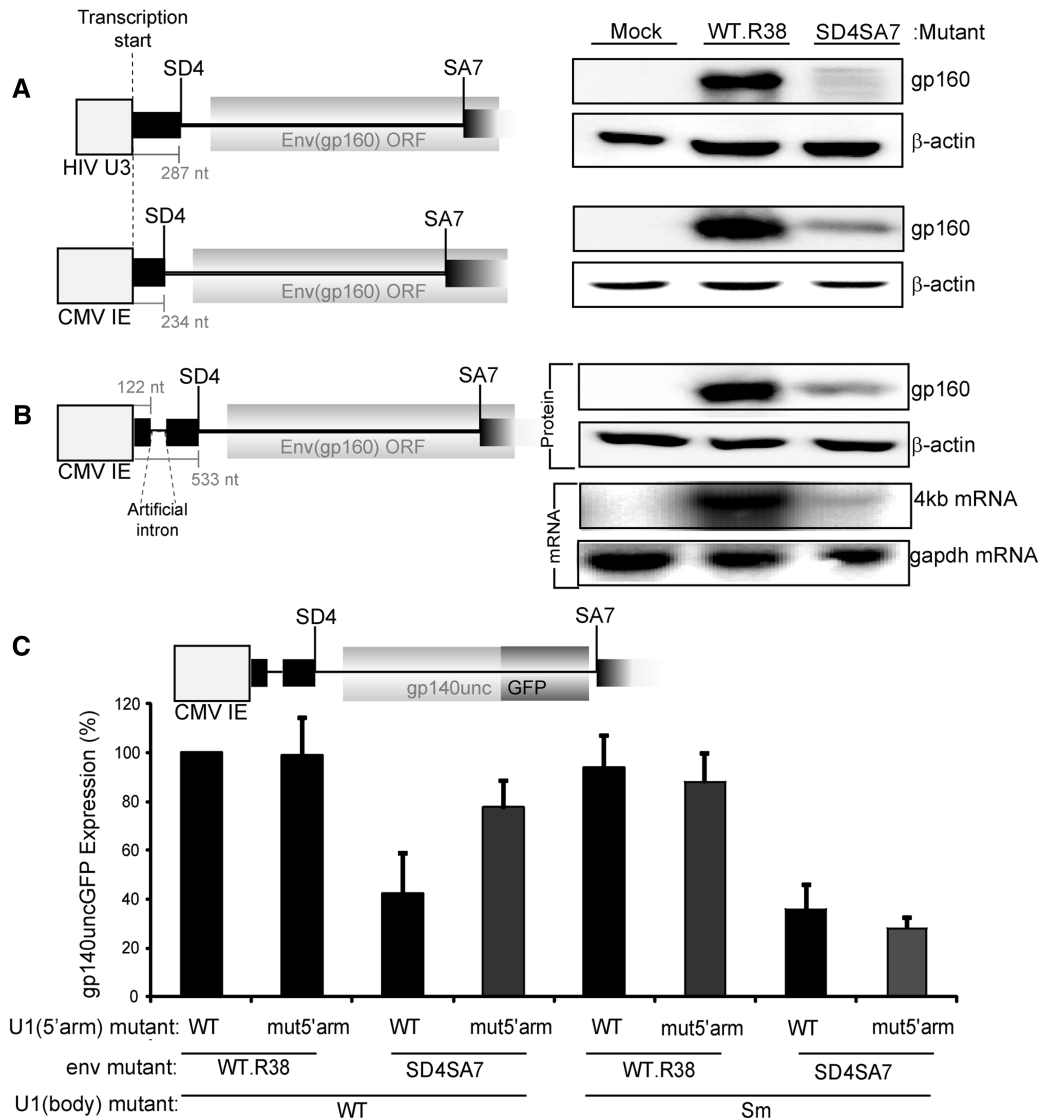 Transcription
start
Mock WT.R38 SD4SA7 :Mutant
A
SD4 SA7
Env(gp160) ORF
HIV U3
287 nt
gp160
β-actin
SD4 SA7
Env(gp160) ORF
CMV IE
234 nt
gp160
β-actin
B
122 nt SD4 SA7
Env(gp160) ORF
CMV IE
533 nt
Artificial
intron
Protein
gp160
β-actin
mRNA
4kb mRNA
gapdh mRNA
C
SD4 SA7
gp140unc GFP
CMV IE
gp140uncGFP Expression (%)
120
100
80
60
40
20
0
U1(5'arm) mutant: WT mut5'arm WT mut5'arm WT mut5'arm WT mut5'arm
env mutant: WT.R38 SD4SA7 WT.R38 SD4SA7
U1(body) mutant: WT Sm